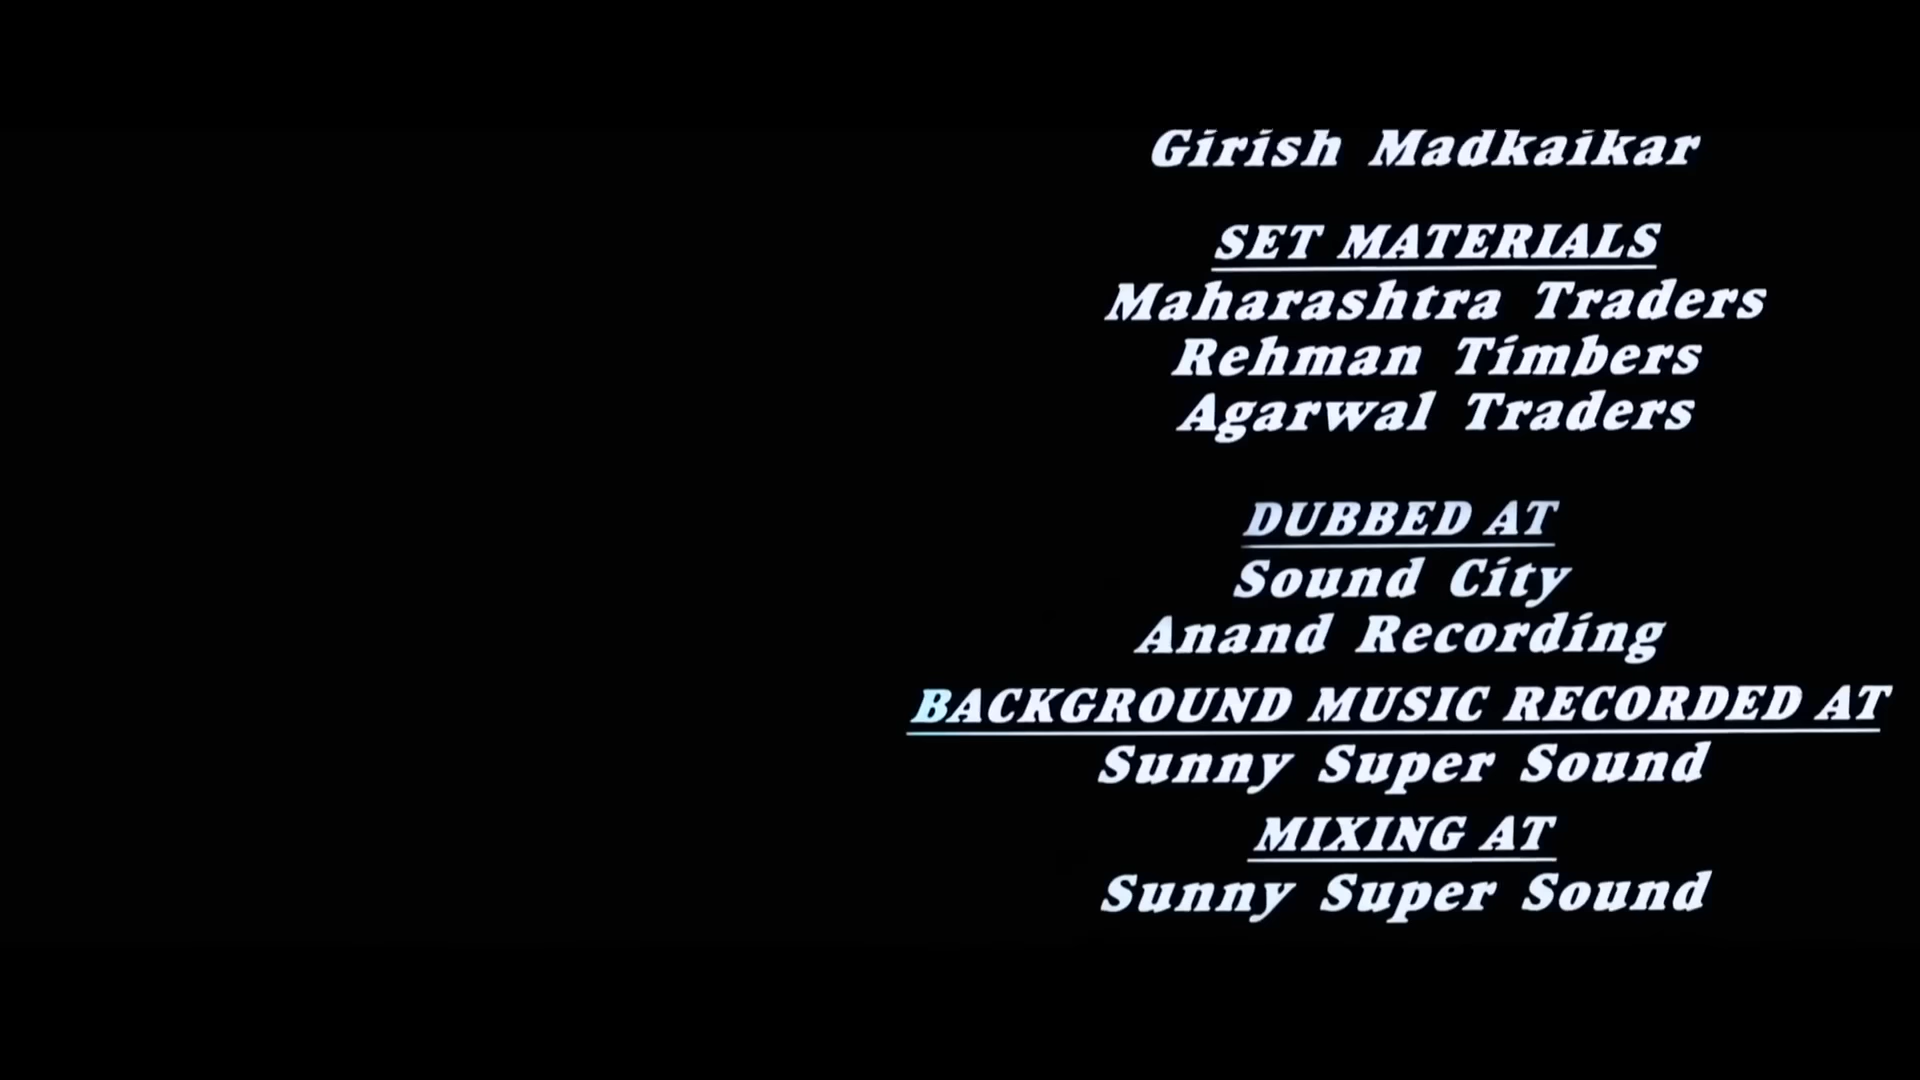 Girish Madkaikar
SET MATERIALS
Maharashtra Traders
Rehman Timbers
Agarwal Traders
DUBBED AT
Sound City
Anand Recording
BACKGROUND MUSIC RECORDED AT
Sunny Super Sound
MIXING AT
Sunny Super Sound